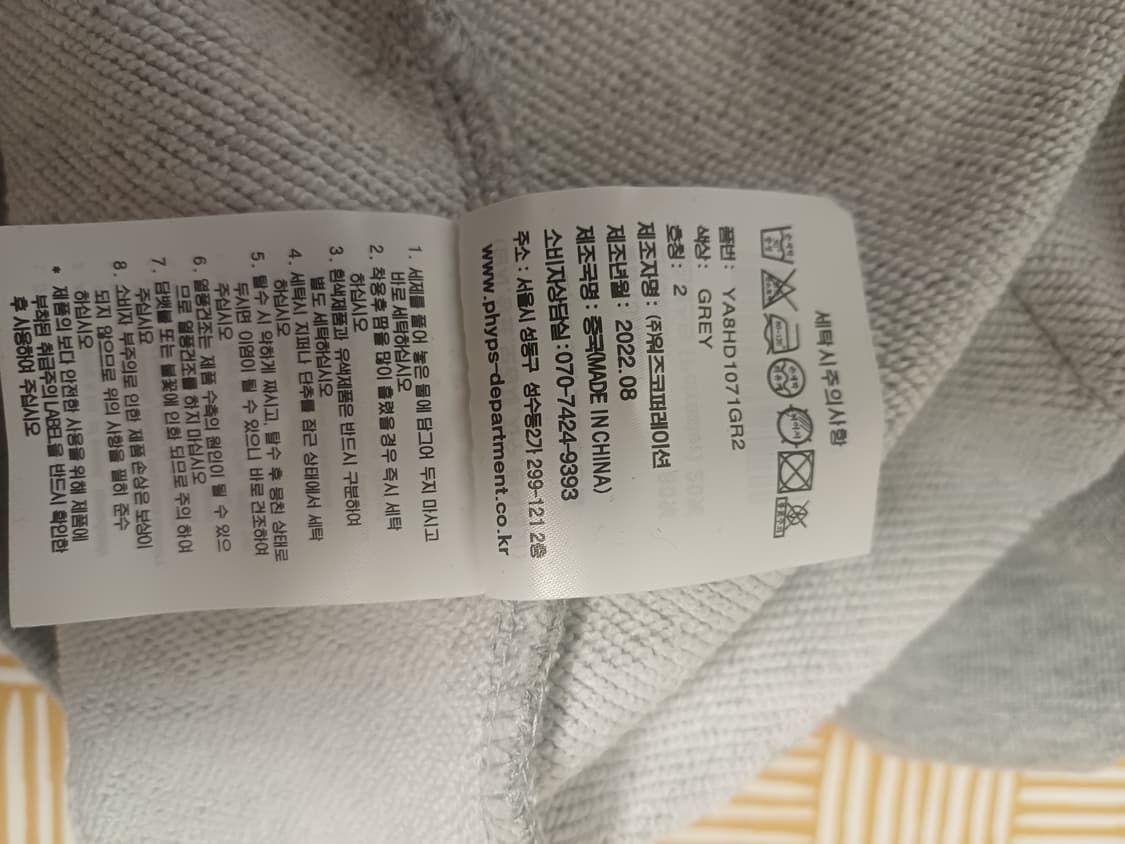 세탁시주의사항
품번 : YA8HD1071GR2
색상 : GREY
호칭 : 2
제조자명 : (주)워즈코퍼레이션
제조년월 : 2022.08
제조국명 : 중국(MADE IN CHINA)
소비자상담실 : 070-7424-9393
주소 : 서울시 성동구 성수동2가 299-121 2층
www.phyps-department.co.kr
1. 세제를 풀어 놓은 물에 담그어 두지 마시고
바로 세탁하십시오
2. 착용후 땀을 많이 흘렸을 경우 즉시 세탁
하십시오
3. 흰색제품과 유색제품은 반드시 구분하여
별도 세탁하십시오
4. 세탁시 지퍼나 단추를 잠근 상태에서 세탁
하십시오
5. 탈수 시 약하게 짜시고, 탈수 후 뭉친 상태로
두시면 이염이 될 수 있으니 바로 건조하여
주십시오
6. 열풍건조는 제품 수축의 원인이 될 수 있으
므로 열풍건조를 하지 마십시오
7. 담배불 또는 불꽃에 인화 되므로 주의 하여
주십시오
8. 소비자 부주의로 인한 제품 손상은 보상이
되지 않으므로 위의 사항을 필히 준수
하십시오
* 제품의 보다 안전한 사용을 위해 제품에
부착된 취급주의 LABEL을 반드시 확인한
후 사용하여 주십시오